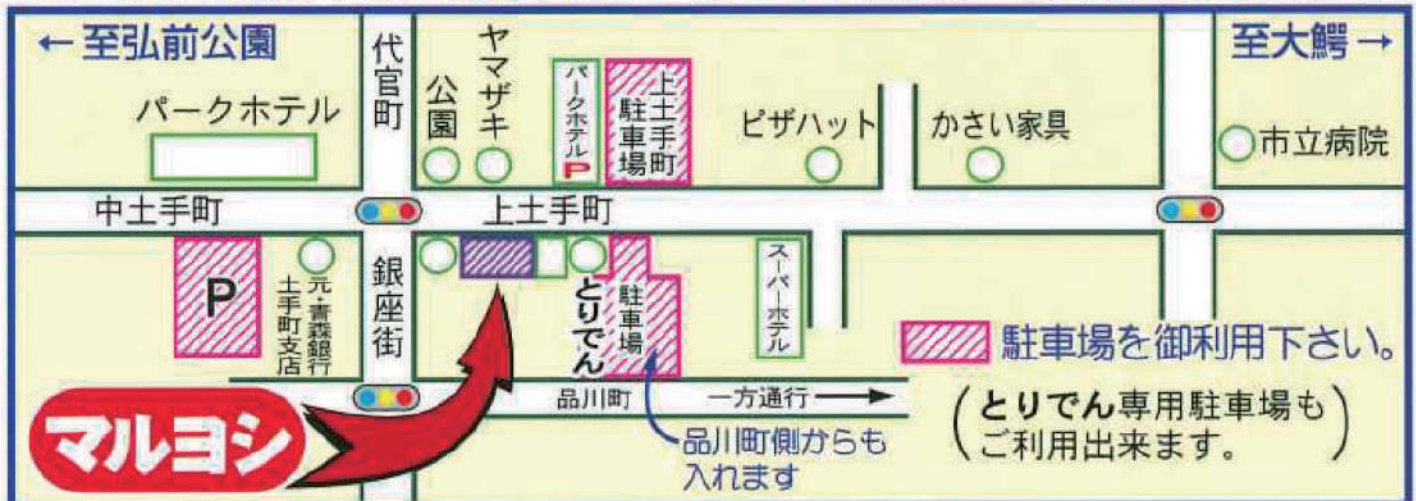 ←至弘前公園
代官町
公園
ヤマザキ
パークホテル
P
上土手町
駐車場
至大鰐→
パークホテル
ピザハット
かさい家具
市立病院
中土手町
上土手町
P
元・青森銀行
土手町支店
銀座街
とりでん
駐車場
スーパーホテル
駐車場を御利用下さい。
(とりでん専用駐車場も
ご利用出来ます。)
品川町
一方通行→
品川町側からも
入れます
マルヨシ